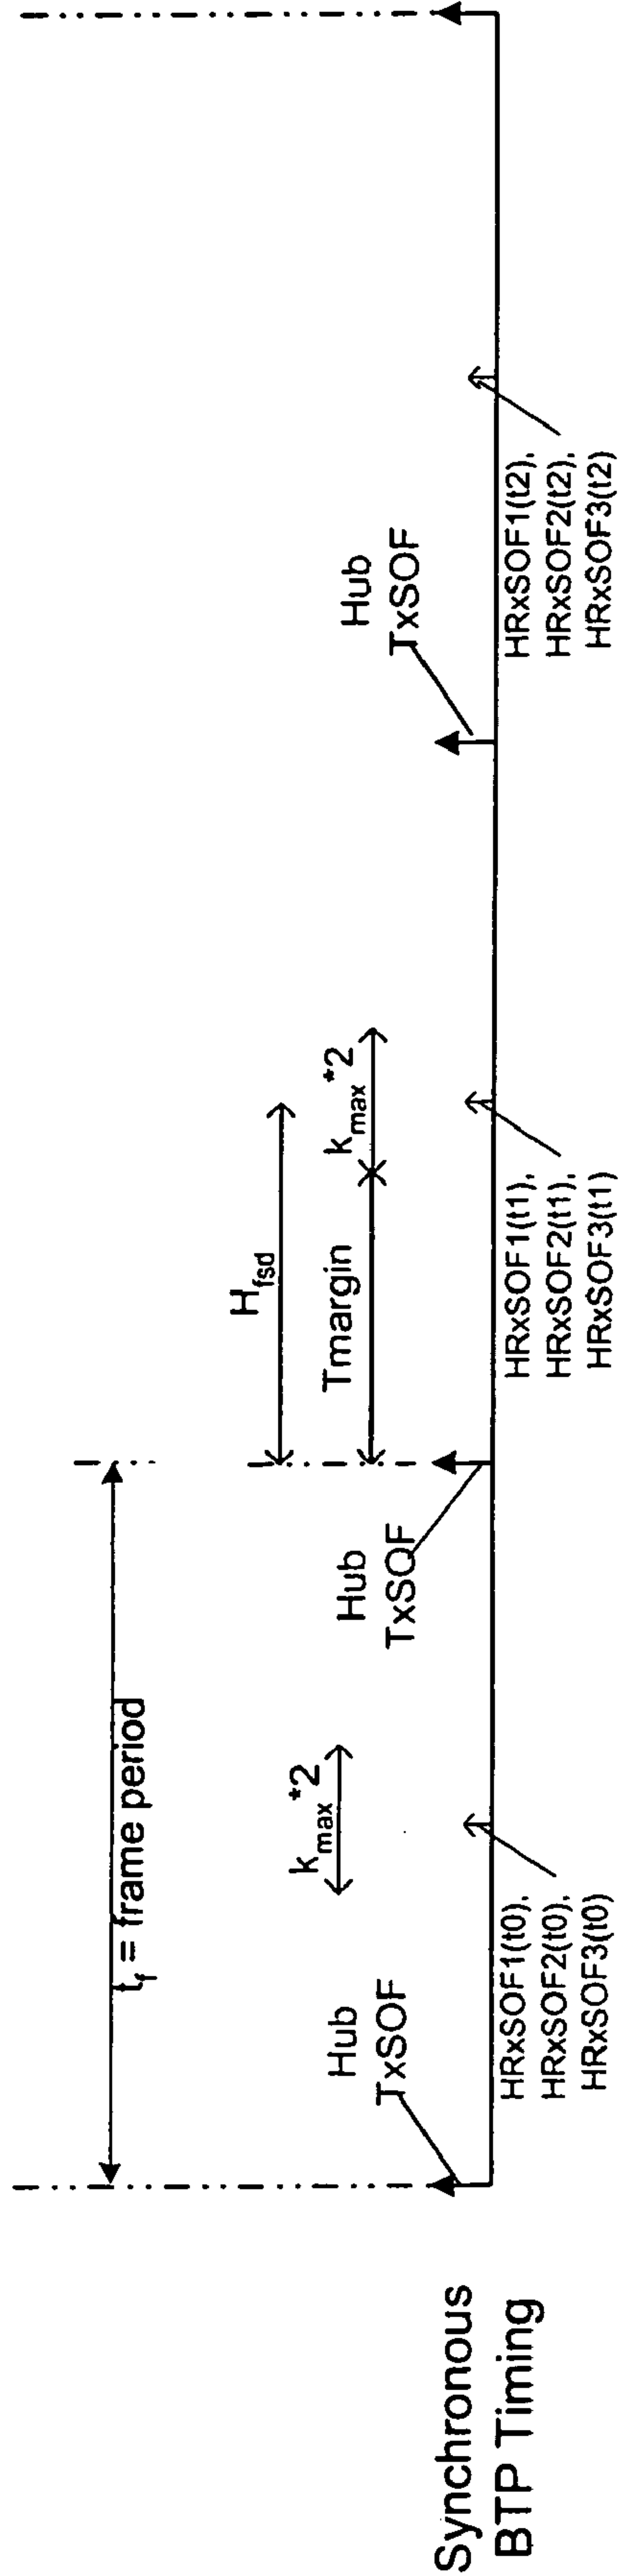 Synchronous
BTP Timing
t_f = frame period
Hub
TxSOF
k_max*2
HRxSOF1(t0),
HRxSOF2(t0),
HRxSOF3(t0)
Hub
TxSOF
H_fsd
Tmargin
k_max*2
HRxSOF1(t1),
HRxSOF2(t1),
HRxSOF3(t1)
Hub
TxSOF
HRxSOF1(t2),
HRxSOF2(t2),
HRxSOF3(t2)